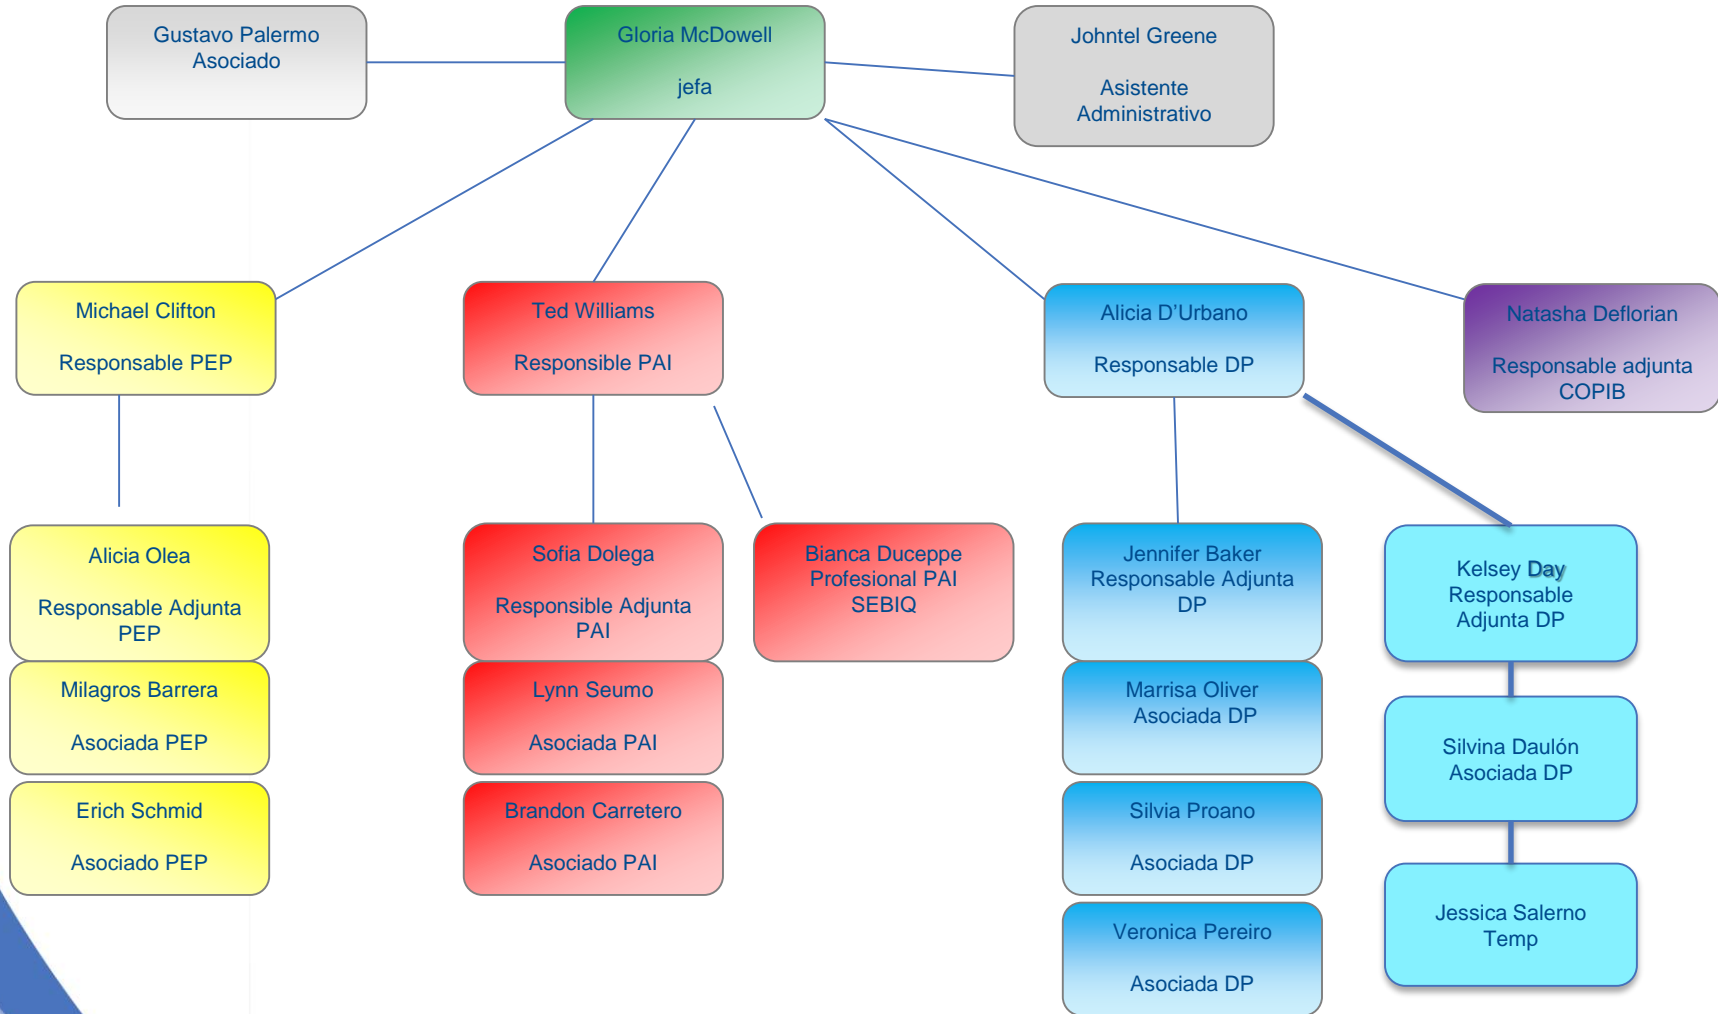 Gustavo Palermo
Asociado
Gloria McDowell
jefa
Johntel Greene
Asistente
Administrativo
Michael Clifton
Responsable PEP
Ted Williams
Responsible PAI
Alicia D'Urbano
Responsable DP
Natasha Deflorian
Responsable adjunta
COPIB
Alicia Olea
Responsable Adjunta
PEP
Milagros Barrera
Asociada PEP
Erich Schmid
Asociado PEP
Sofia Dolega
Responsible Adjunta
PAI
Lynn Seumo
Asociada PAI
Brandon Carretero
Asociado PAI
Bianca Duceppe
Profesional PAI
SEBIQ
Jennifer Baker
Responsable Adjunta
DP
Marrisa Oliver
Asociada DP
Silvia Proano
Asociada DP
Veronica Pereiro
Asociada DP
Kelsey Day
Responsable
Adjunta DP
Silvina Daulón
Asociada DP
Jessica Salerno
Temp